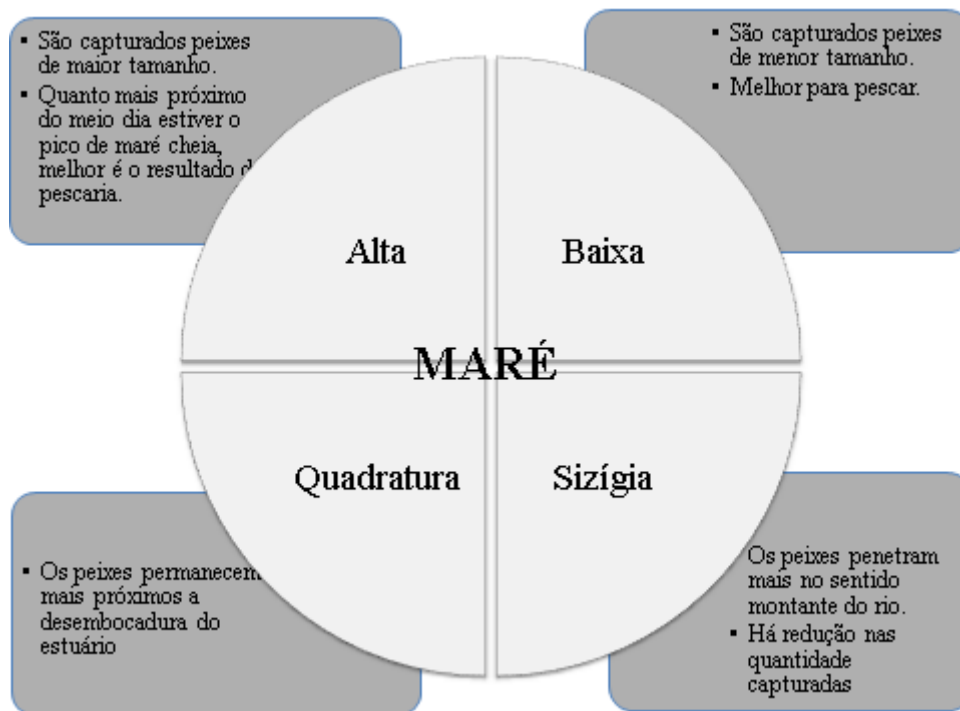 ▪ São capturados peixes
de maior tamanho.
▪ Quanto mais próximo
do meio dia estiver o
pico de maré cheia,
melhor é o resultado
pescaria.
▪ São capturados peixes
de menor tamanho.
▪ Melhor para pescar.
Alta
Baixa
MARÉ
Quadratura
Sizígia
▪ Os peixes permanecem
mais próximos a
desembocadura do
estuário
Os peixes penetram
mais no sentido
montante do rio.
▪ Há redução nas
quantidade
capturadas